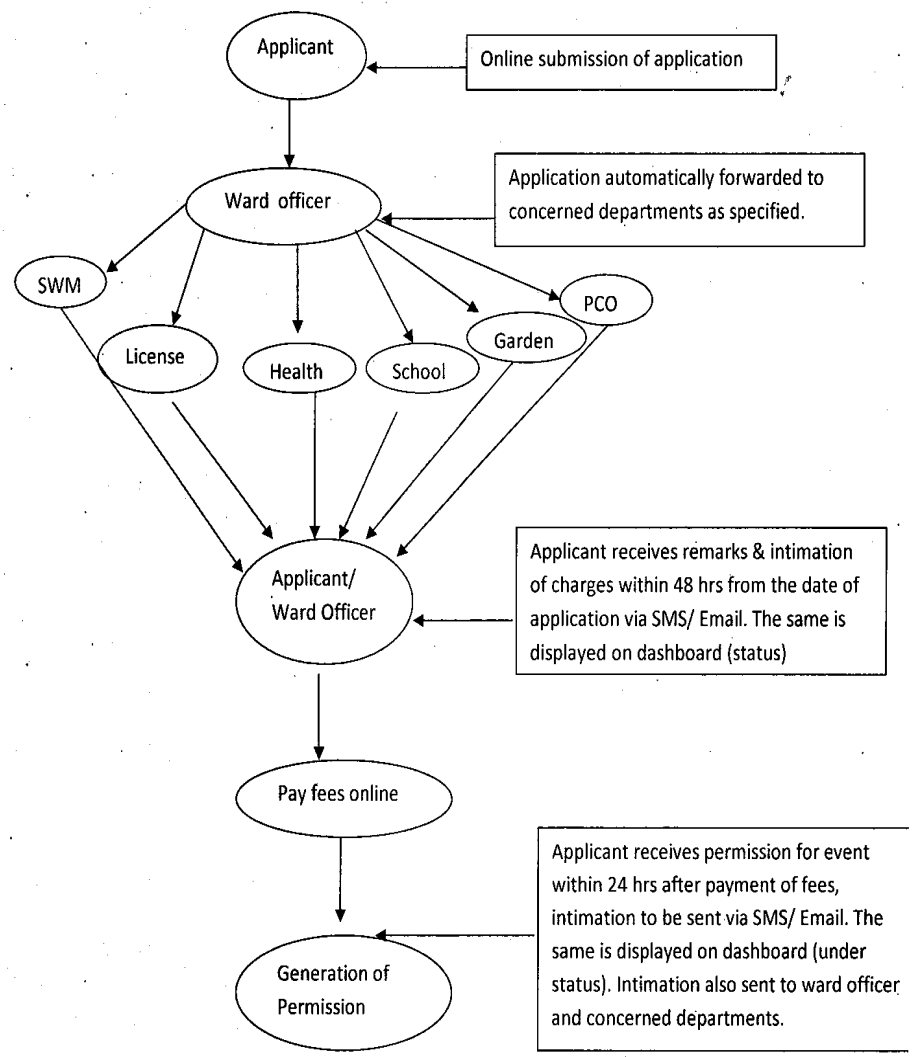 Applicant
Online submission of application
Ward officer
Application automatically forwarded to
concerned departments as specified.
SWM
License
Health
School
Garden
PCO
Applicant/
Ward Officer
Applicant receives remarks & intimation
of charges within 48 hrs from the date of
application via SMS/ Email. The same is
displayed on dashboard (status)
Pay fees online
Applicant receives permission for event
within 24 hrs after payment of fees,
intimation to be sent via SMS/ Email. The
same is displayed on dashboard (under
status). Intimation also sent to ward officer
and concerned departments.
Generation of
Permission